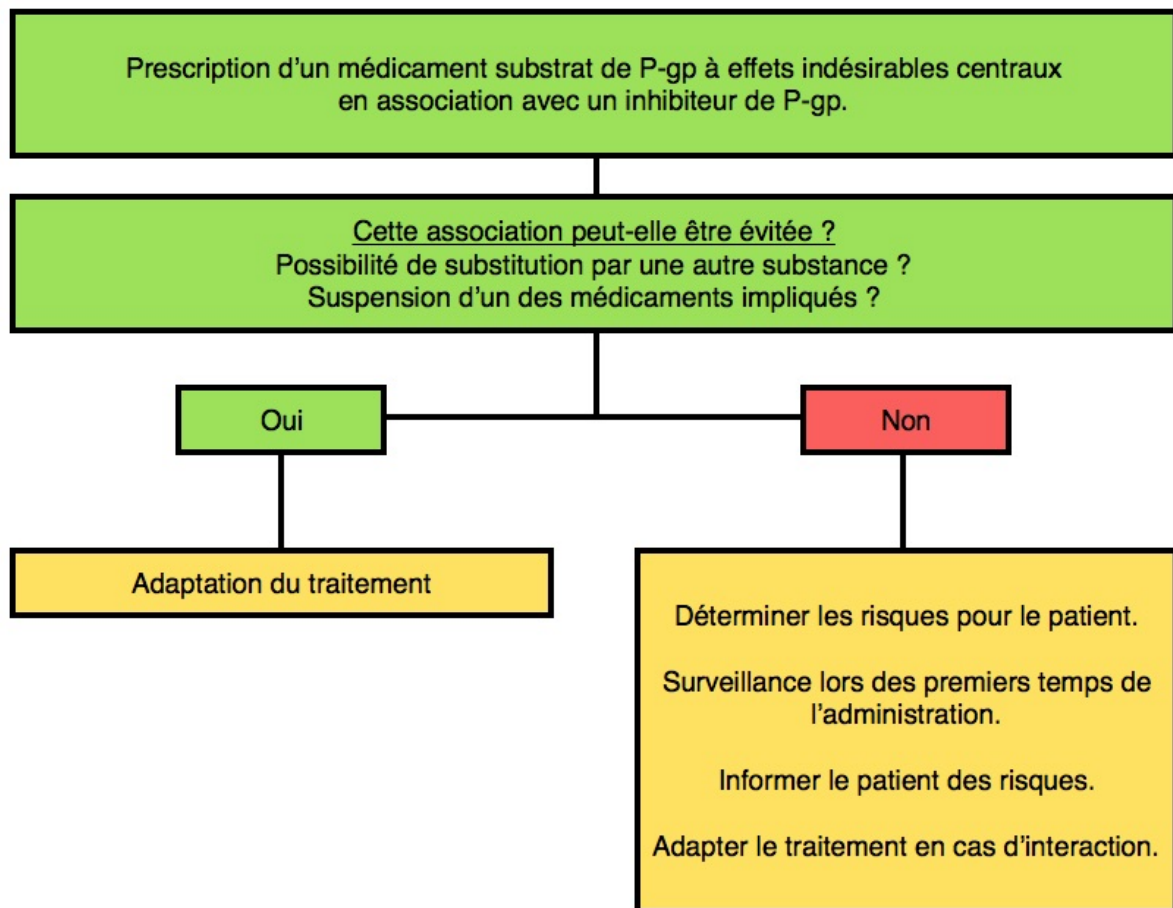 Prescription d’un médicament substrat de P-gp à effets indésirables centraux
en association avec un inhibiteur de P-gp.
Cette association peut-elle être évitée ?
Possibilité de substitution par une autre substance ?
Suspension d’un des médicaments impliqués ?
Oui
Non
Adaptation du traitement
Déterminer les risques pour le patient.
Surveillance lors des premiers temps de
l’administration.
Informer le patient des risques.
Adapter le traitement en cas d’interaction.